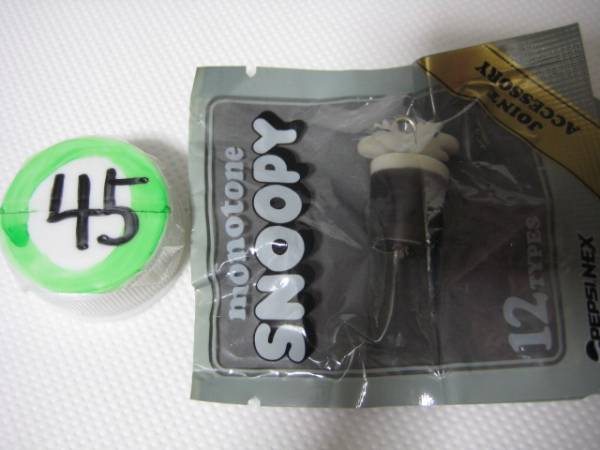 45
monotone
SNOOPY
JOINT
ACCESSORY
12 TYPES
PEPSI NEX